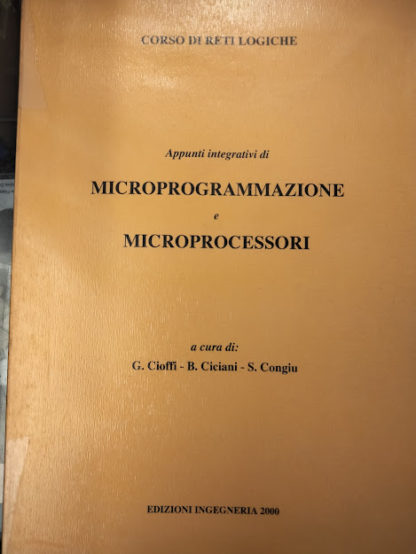 CORSO DI RETI LOGICHE
Appunti integrativi di
MICROPROGRAMMAZIONE
e
MICROPROCESSORI
a cura di:
G. Cioffi - B. Ciciani - S. Congiu
EDIZIONI INGEGNERIA 2000